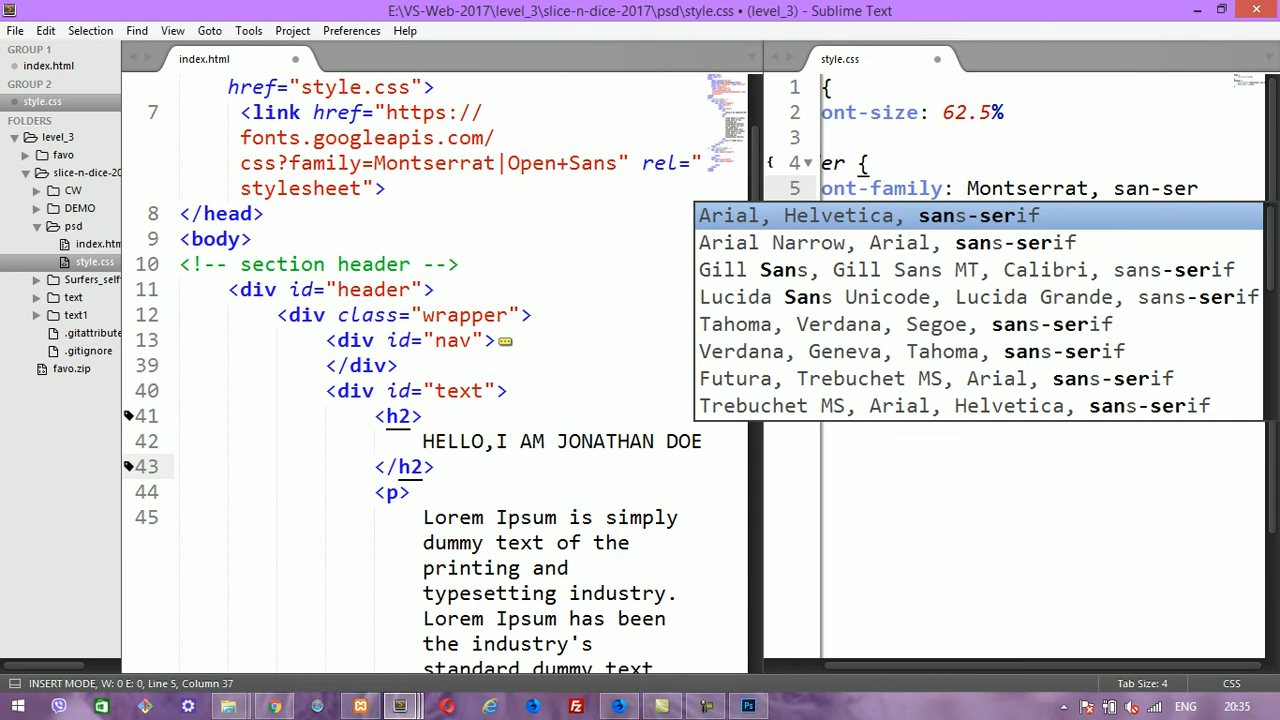 E:\VS-Web-2017\level_3\slice-n-dice-2017\psd\style.css • (level_3) - Sublime Text
File Edit Selection Find View Goto Tools Project Preferences Help
GROUP 1
index.html
GROUP 2
style.css
FOLDERS
level_3
favo
slice-n-dice-20
CW
DEMO
psd
index.htm
style.css
Surfers_self
text
text1
.gitattribute
.gitignore
favo.zip
index.html
href="style.css">
7 <link href="https://
fonts.googleapis.com/
css?family=Montserrat|Open+Sans" rel="
stylesheet">
8 </head>
9 <body>
10 <!-- section header -->
11 <div id="header">
12 <div class="wrapper">
13 <div id="nav">
39 </div>
40 <div id="text">
41 <h2>
42 HELLO,I AM JONATHAN DOE
43 </h2>
44 <p>
45 Lorem Ipsum is simply
dummy text of the
printing and
typesetting industry.
Lorem Ipsum has been
the industry's
standard dummy text
style.css
1 {
2 ont-size: 62.5%
3
4 er {
5 ont-family: Montserrat, san-ser
Arial, Helvetica, sans-serif
Arial Narrow, Arial, sans-serif
Gill Sans, Gill Sans MT, Calibri, sans-serif
Lucida Sans Unicode, Lucida Grande, sans-serif
Tahoma, Verdana, Segoe, sans-serif
Verdana, Geneva, Tahoma, sans-serif
Futura, Trebuchet MS, Arial, sans-serif
Trebuchet MS, Arial, Helvetica, sans-serif
INSERT MODE, W: 0 E: 0, Line 5, Column 37 Tab Size: 4 CSS
ENG 20:35